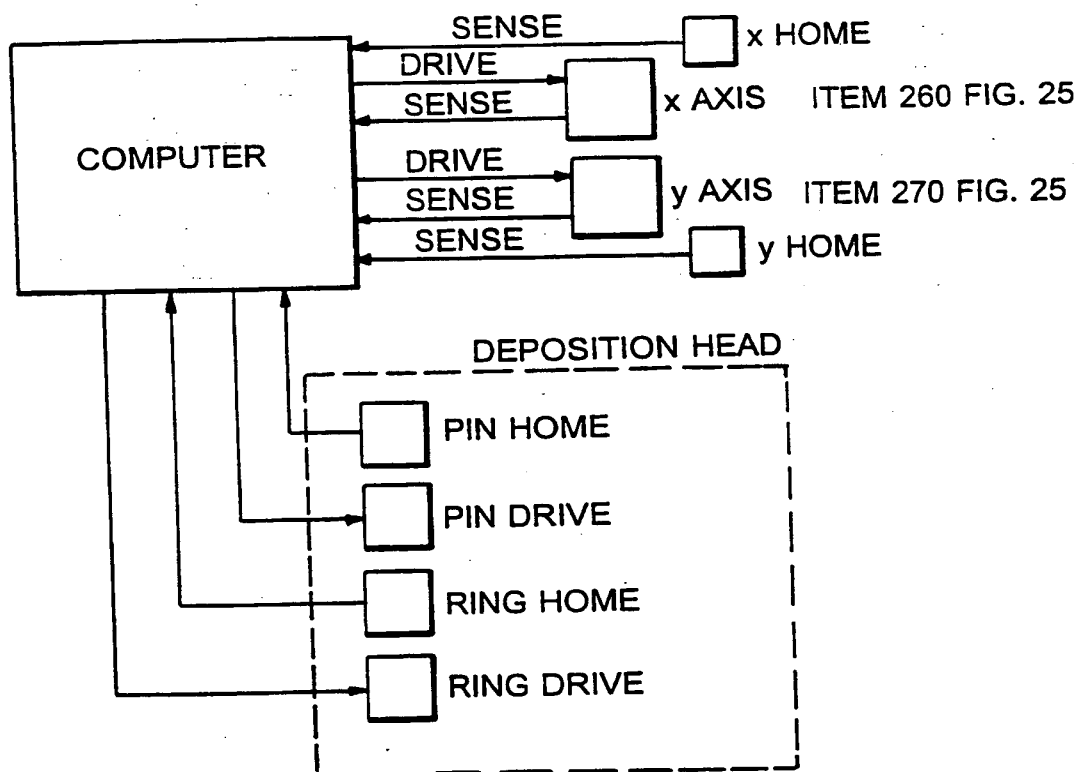 SENSE
x HOME
DRIVE
x AXIS ITEM 260 FIG. 25
SENSE
COMPUTER
DRIVE
y AXIS ITEM 270 FIG. 25
SENSE
SENSE
y HOME
DEPOSITION HEAD
PIN HOME
PIN DRIVE
RING HOME
RING DRIVE